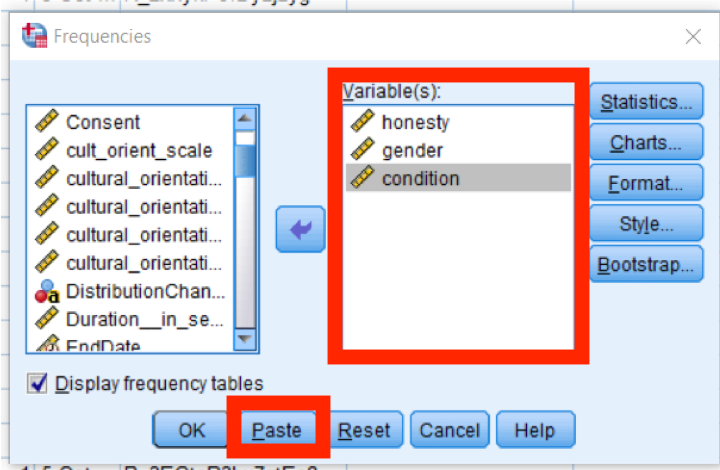 Frequencies
Variable(s):
Consent
cult_orient_scale
cultural_orientati...
cultural_orientati...
cultural_orientati...
cultural_orientati...
DistributionChan...
Duration__in_se...
EndDate
honesty
gender
condition
Statistics...
Charts...
Format...
Style...
Bootstrap...
Display frequency tables
OK Paste Reset Cancel Help